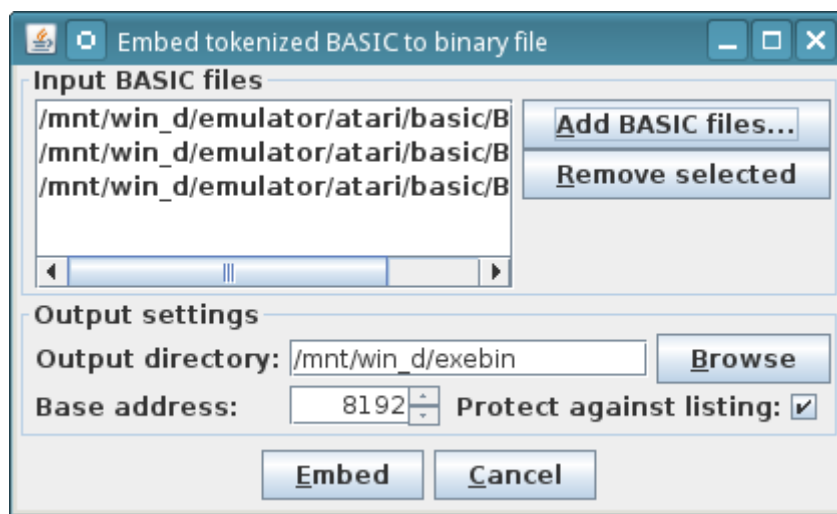 Embed tokenized BASIC to binary file
Input BASIC files
/mnt/win_d/emulator/atari/basic/B
/mnt/win_d/emulator/atari/basic/B
/mnt/win_d/emulator/atari/basic/B
Add BASIC files...
Remove selected
Output settings
Output directory: /mnt/win_d/exebin Browse
Base address: 8192 Protect against listing:
Embed Cancel